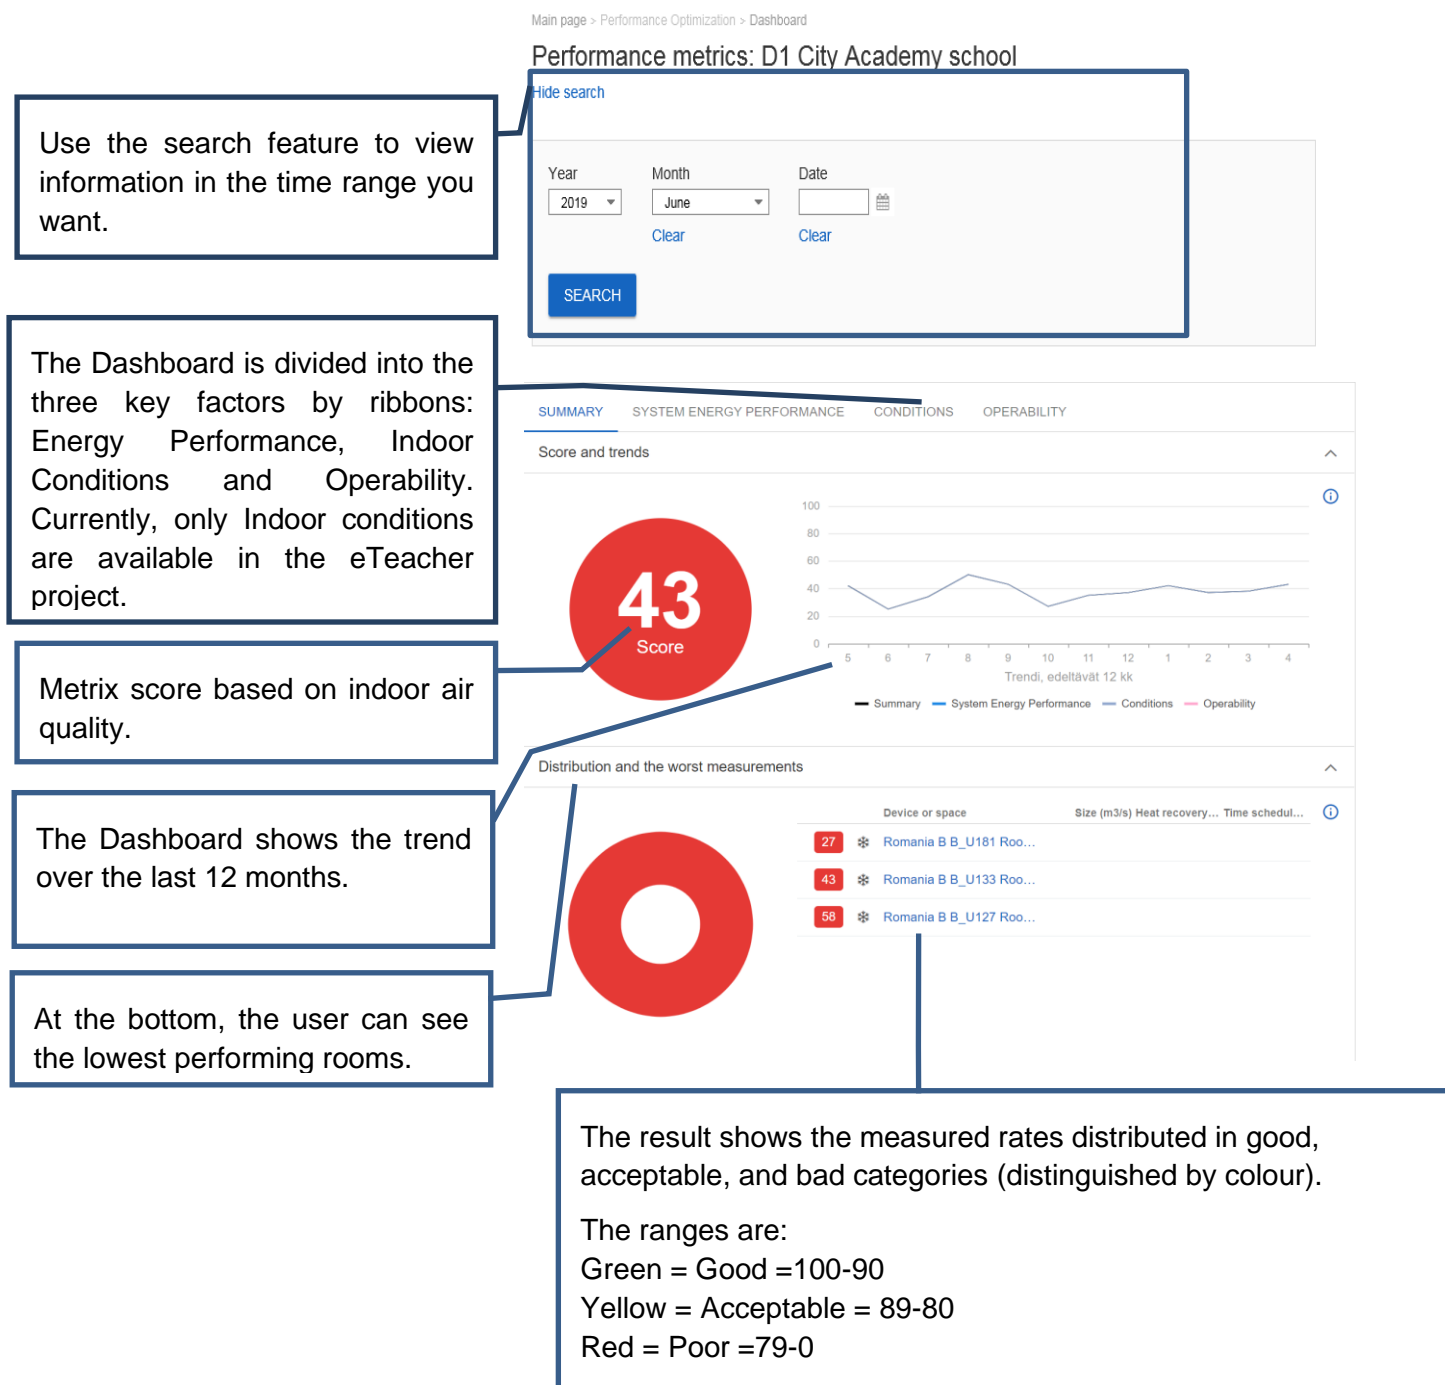 Main page > Performance Optimization > Dashboard
Performance metrics: D1 City Academy school
Hide search
Use the search feature to view
information in the time range you
want.
Year
Month
Date
2019
June
Clear
Clear
SEARCH
The Dashboard is divided into the
three key factors by ribbons:
Energy Performance, Indoor
Conditions and Operability.
Currently, only Indoor conditions
are available in the eTeacher
project.
SUMMARY SYSTEM ENERGY PERFORMANCE CONDITIONS OPERABILITY
Score and trends
43
Score
100
80
60
40
20
0
5 6 7 8 9 10 11 12 1 2 3 4
Trendi, edeltävät 12 kk
Summary System Energy Performance Conditions Operability
Metrix score based on indoor air
quality.
Distribution and the worst measurements
The Dashboard shows the trend
over the last 12 months.
Device or space Size (m3/s) Heat recovery... Time schedul...
27 Romania B B_U181 Roo...
43 Romania B B_U133 Roo...
58 Romania B B_U127 Roo...
At the bottom, the user can see
the lowest performing rooms.
The result shows the measured rates distributed in good,
acceptable, and bad categories (distinguished by colour).
The ranges are:
Green = Good =100-90
Yellow = Acceptable = 89-80
Red = Poor =79-0